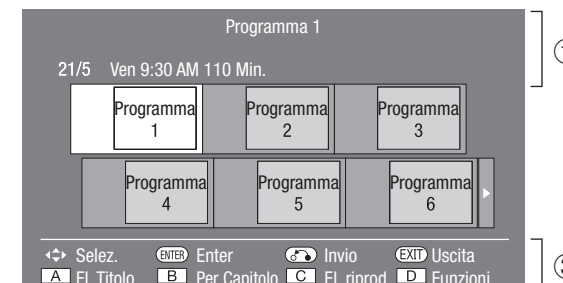 Programma 1
21/5 Ven 9:30 AM 110 Min.
Programma 1
Programma 2
Programma 3
Programma 4
Programma 5
Programma 6
Selez. ENTER Enter Invio EXIT Uscita
A El. Titolo B Per Capitolo C El. riprod D Funzioni